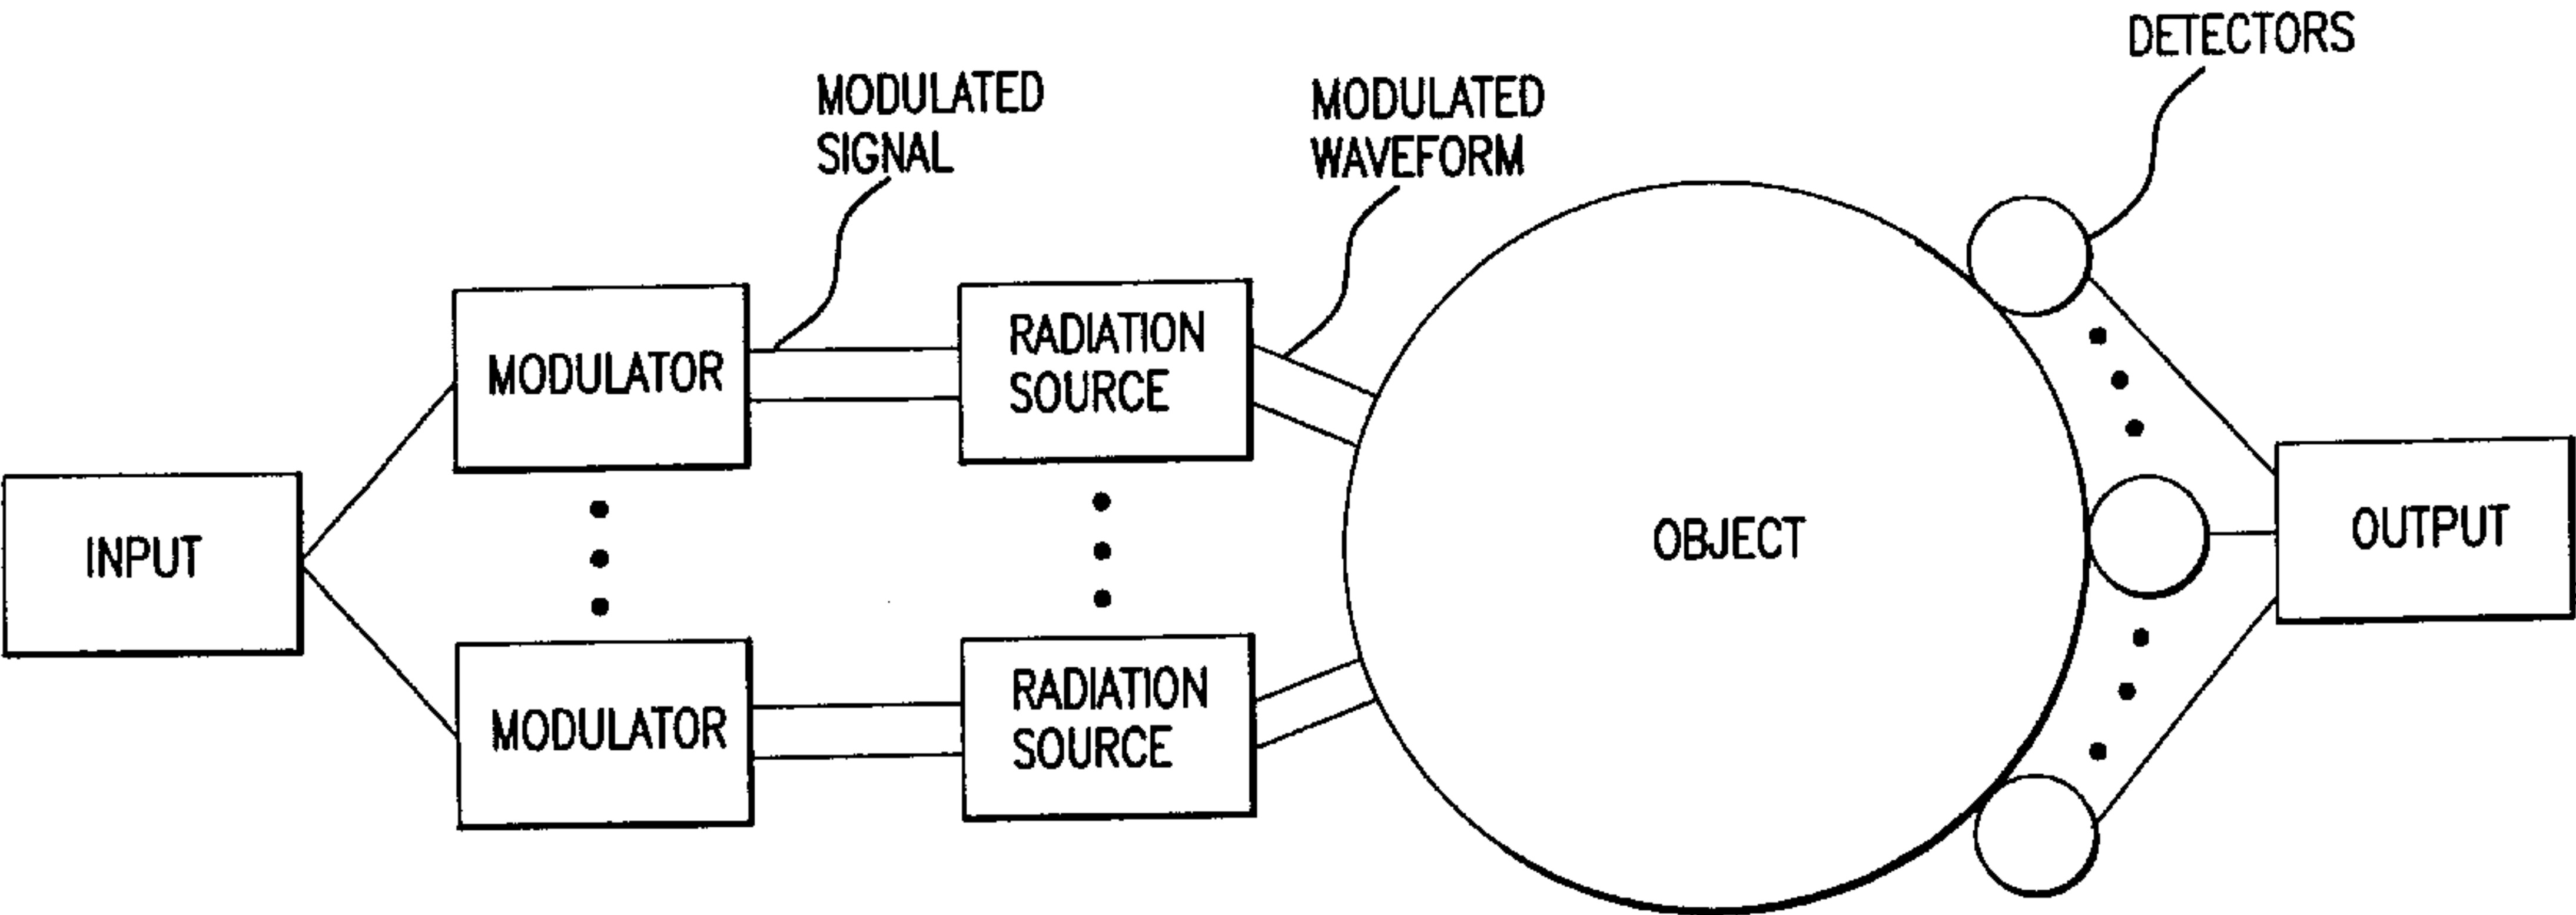 DETECTORS
MODULATED
SIGNAL
MODULATED
WAVEFORM
MODULATOR
RADIATION
SOURCE
INPUT
OBJECT
OUTPUT
MODULATOR
RADIATION
SOURCE